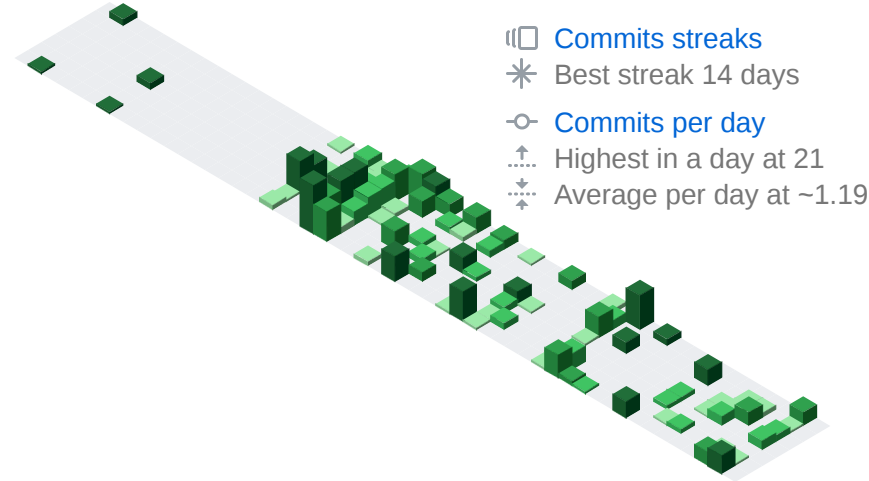 Commits streaks
Best streak 14 days
Commits per day
Highest in a day at 21
Average per day at ~1.19